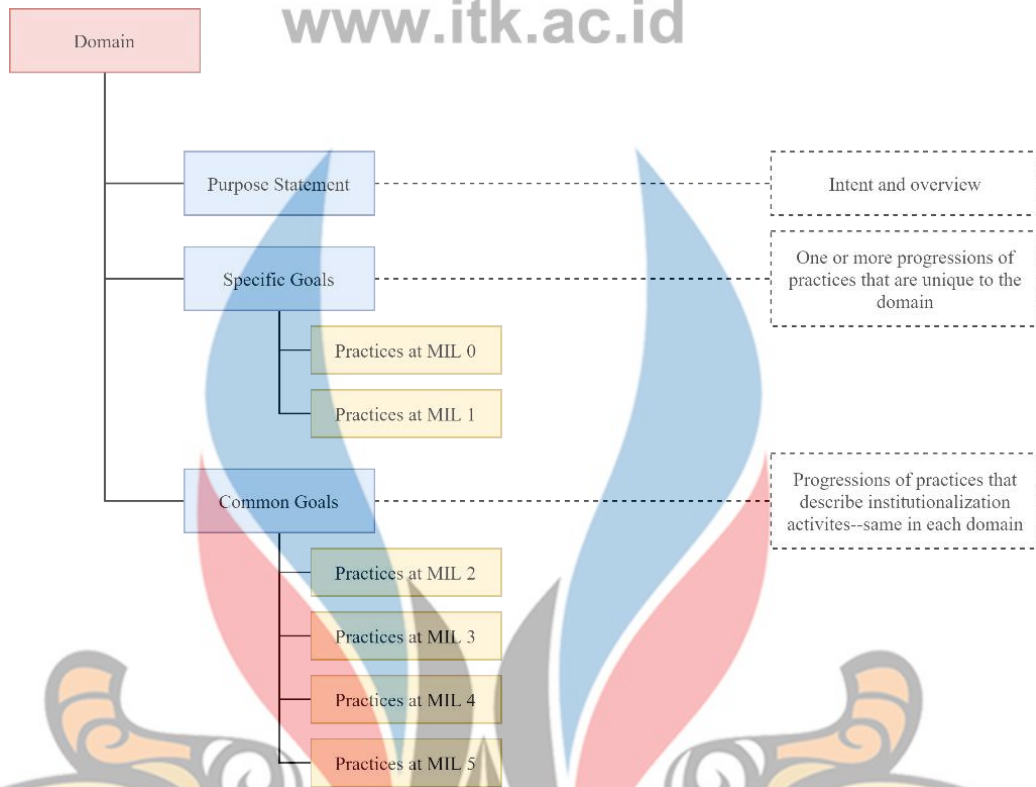 www.itk.ac.id
Domain
Purpose Statement
Intent and overview
Specific Goals
One or more progressions of
practices that are unique to the
domain
Practices at MIL 0
Practices at MIL 1
Common Goals
Progressions of practices that
describe institutionalization
activites--same in each domain
Practices at MIL 2
Practices at MIL 3
Practices at MIL 4
Practices at MIL 5